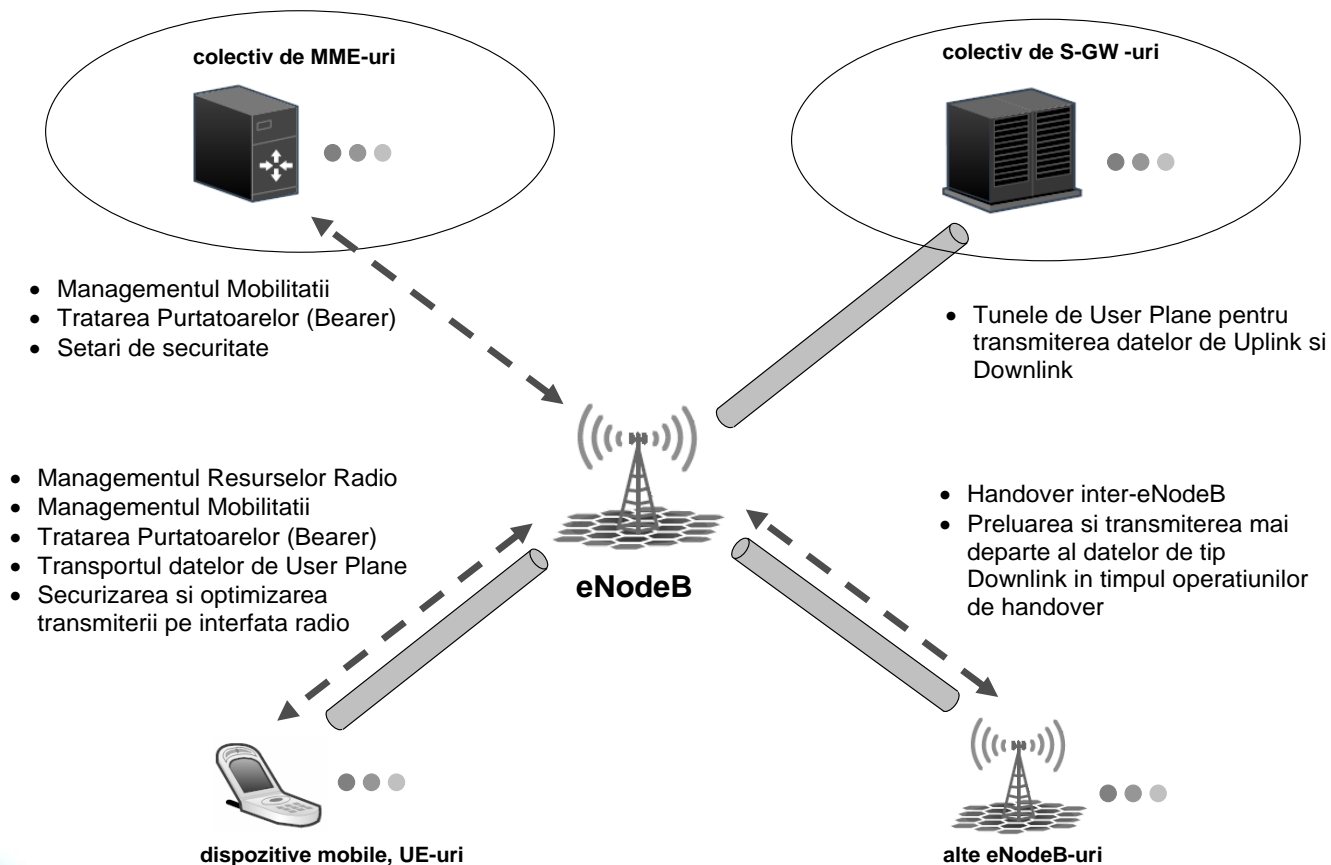 colectiv de MME-uri
colectiv de S-GW -uri
• Managementul Mobilitatii
• Tratarea Purtatoarelor (Bearer)
• Setari de securitate
• Tunele de User Plane pentru
transmiterea datelor de Uplink si
Downlink
• Managementul Resurselor Radio
• Managementul Mobilitatii
• Tratarea Purtatoarelor (Bearer)
• Transportul datelor de User Plane
• Securizarea si optimizarea
transmiterii pe interfata radio
eNodeB
• Handover inter-eNodeB
• Preluarea si transmiterea mai
departe al datelor de tip
Downlink in timpul operatiunilor
de handover
dispozitive mobile, UE-uri
alte eNodeB-uri